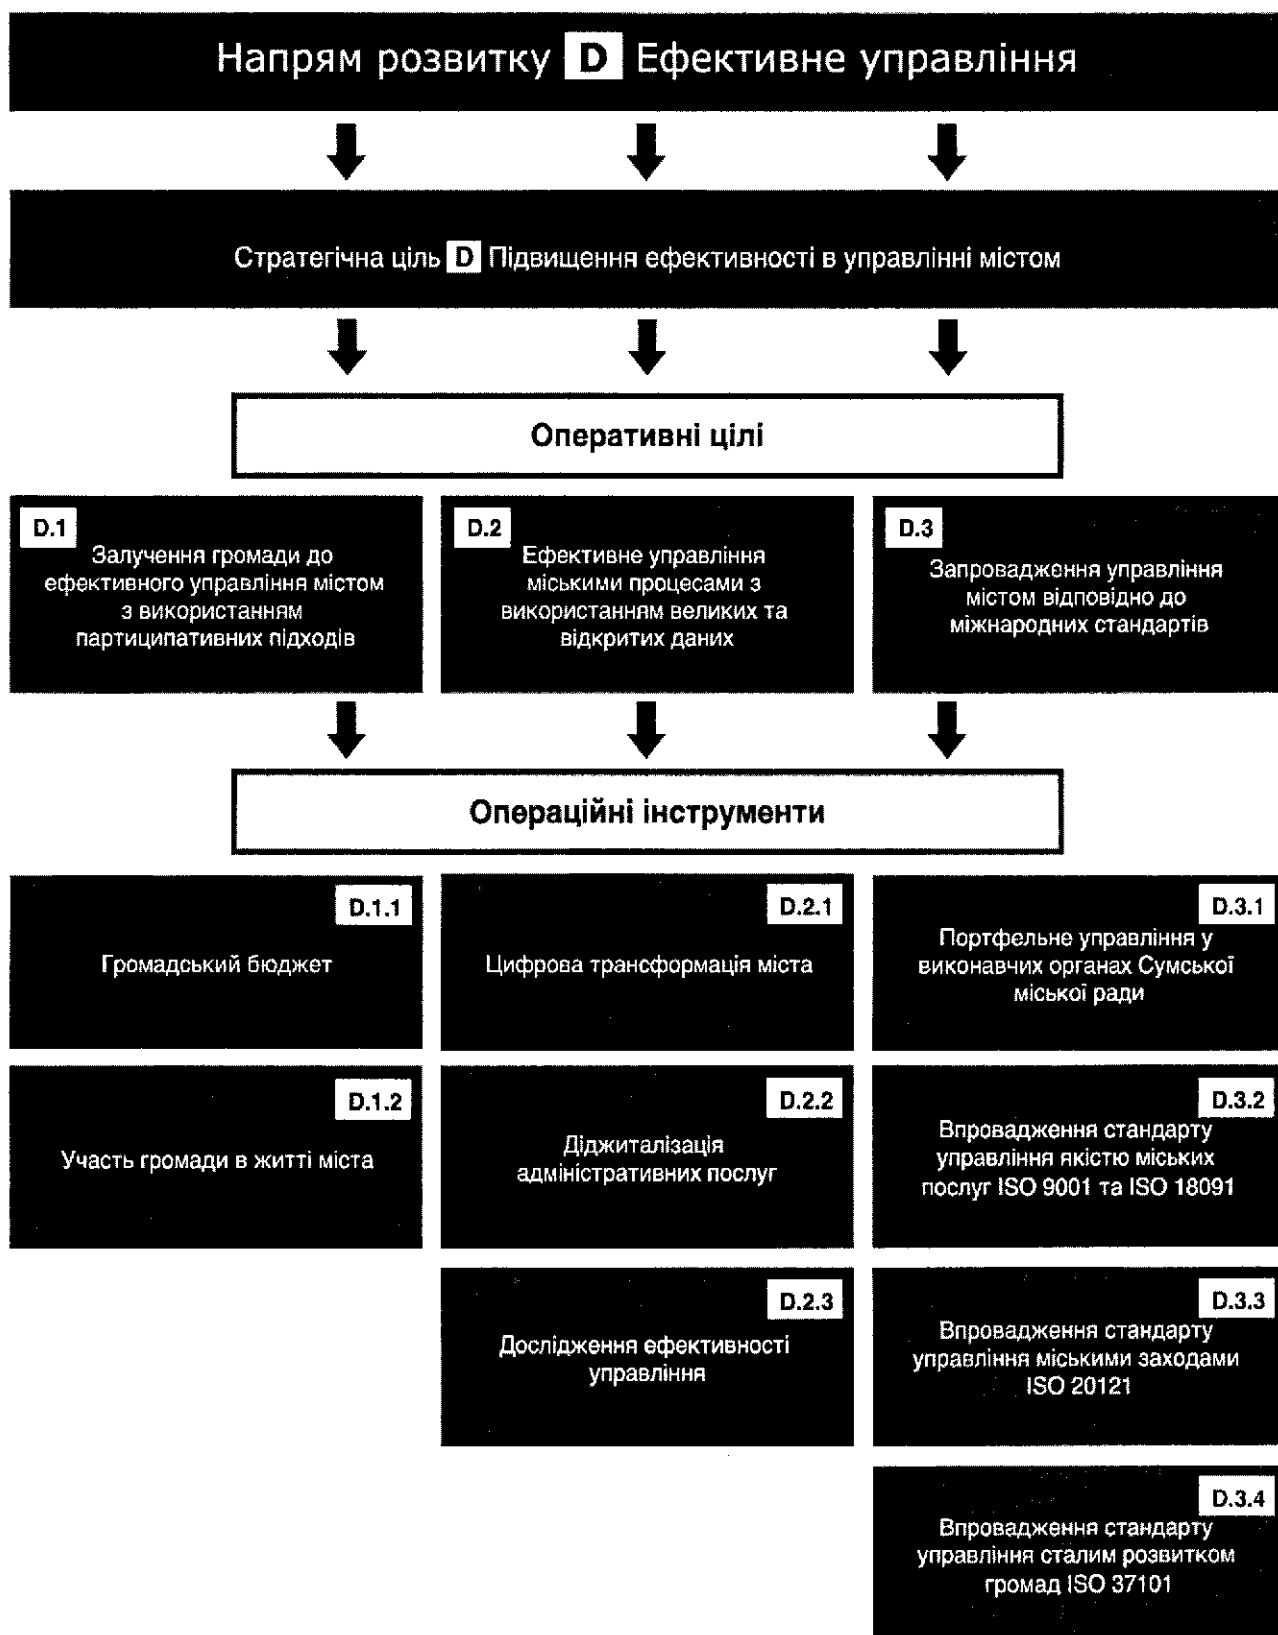 Напрям розвитку D Ефективне управління
Стратегічна ціль D Підвищення ефективності в управлінні містом
Оперативні цілі
D.1
Залучення громади до
ефективного управління містом
з використанням
партиципативних підходів
D.2
Ефективне управління
міськими процесами з
використанням великих та
відкритих даних
D.3
Запровадження управління
містом відповідно до
міжнародних стандартів
Операційні інструменти
D.1.1
Громадський бюджет
D.2.1
Цифрова трансформація міста
D.3.1
Портфельне управління у
виконавчих органах Сумської
міської ради
D.1.2
Участь громади в житті міста
D.2.2
Діджиталізація
адміністративних послуг
D.3.2
Впровадження стандарту
управління якістю міських
послуг ISO 9001 та ISO 18091
D.2.3
Дослідження ефективності
управління
D.3.3
Впровадження стандарту
управління міськими заходами
ISO 20121
D.3.4
Впровадження стандарту
управління сталим розвитком
громад ISO 37101